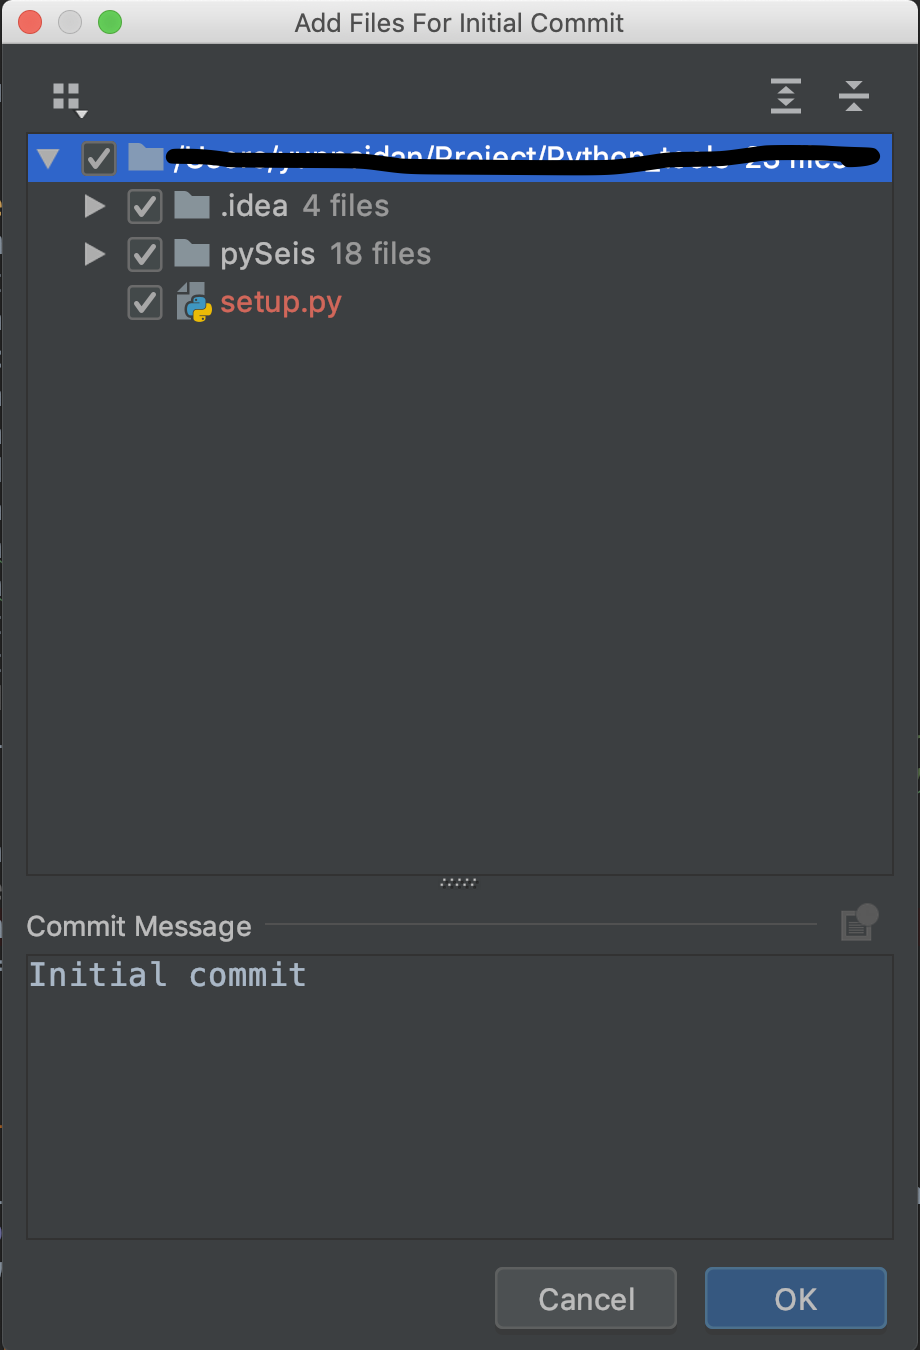 Add Files For Initial Commit
.idea 4 files
pySeis 18 files
setup.py
Commit Message
Initial commit
Cancel
OK